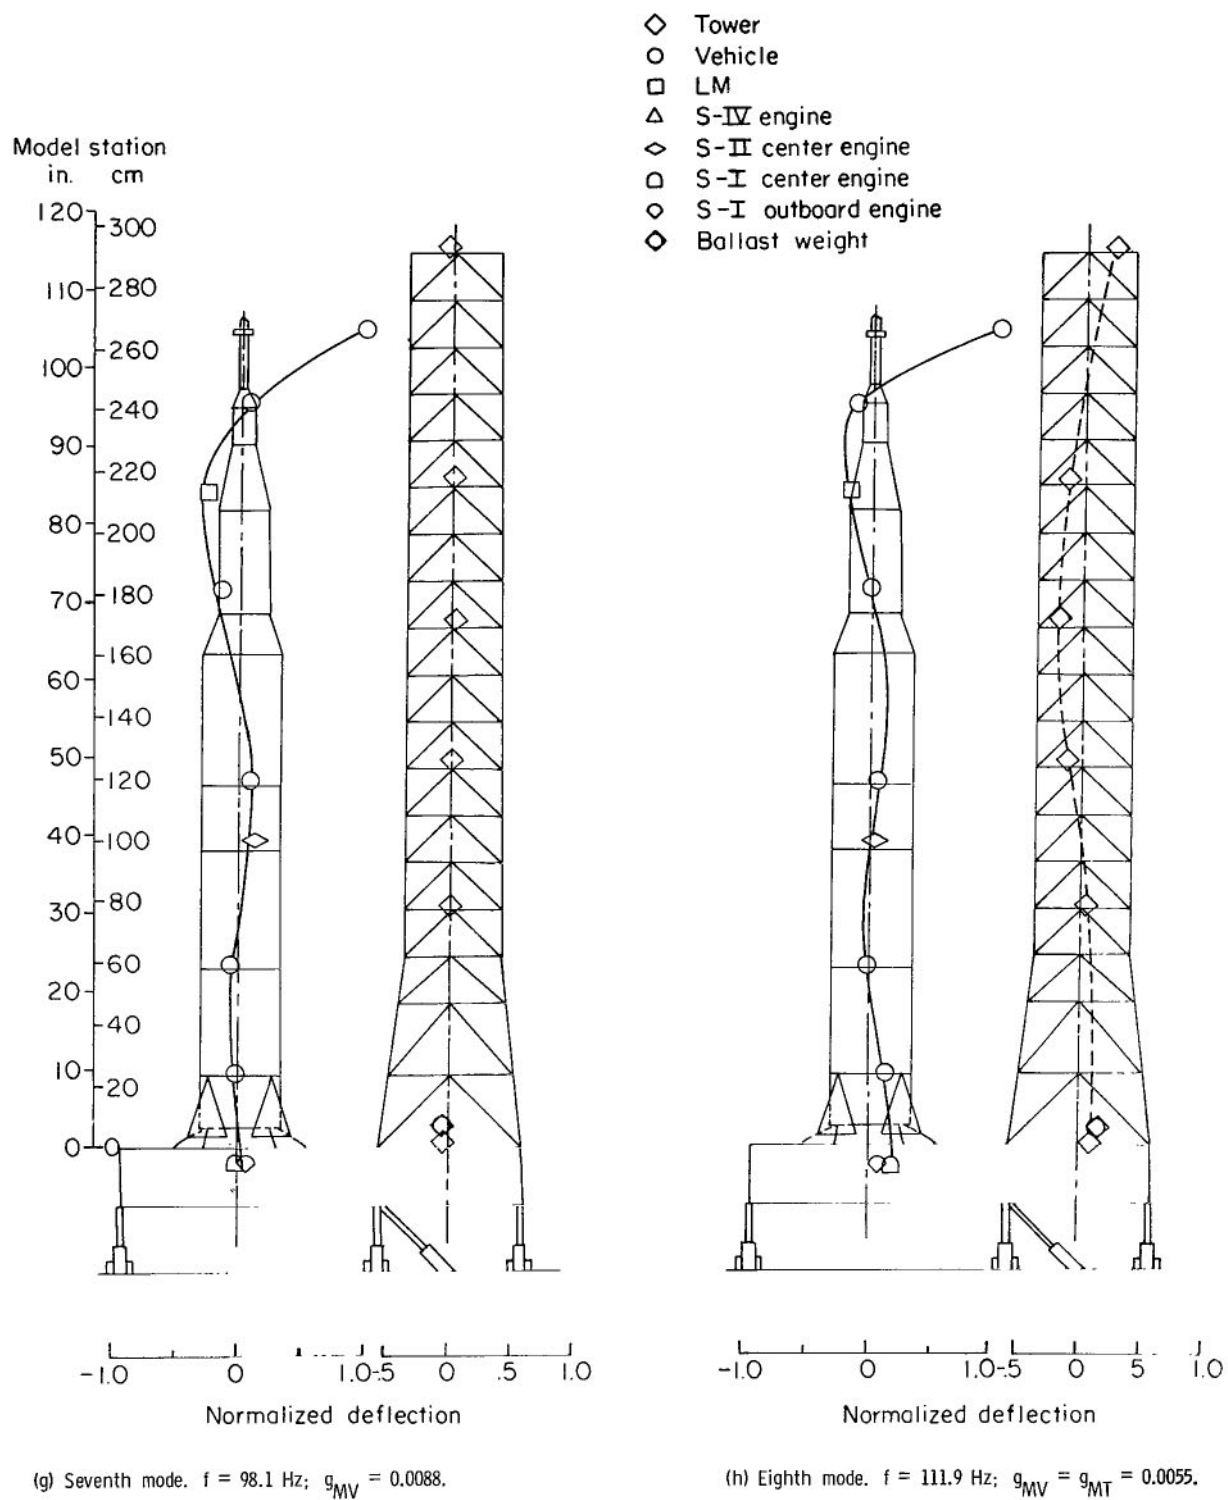 Tower
Vehicle
LM
S-IV engine
S-II center engine
S-I center engine
S-I outboard engine
Ballast weight
Model station
in. cm
120
300
110
280
100
260
240
90
220
80
200
70
180
160
60
140
50
120
40
100
80
30
60
20
40
10
20
0 0
-1.0 0 1.0 -.5 0 .5 1.0
Normalized deflection
-1.0 0 1.0 -.5 0 .5 1.0
Normalized deflection
(g) Seventh mode. f = 98.1 Hz; gMV = 0.0088.
(h) Eighth mode. f = 111.9 Hz; gMV = gMT = 0.0055.